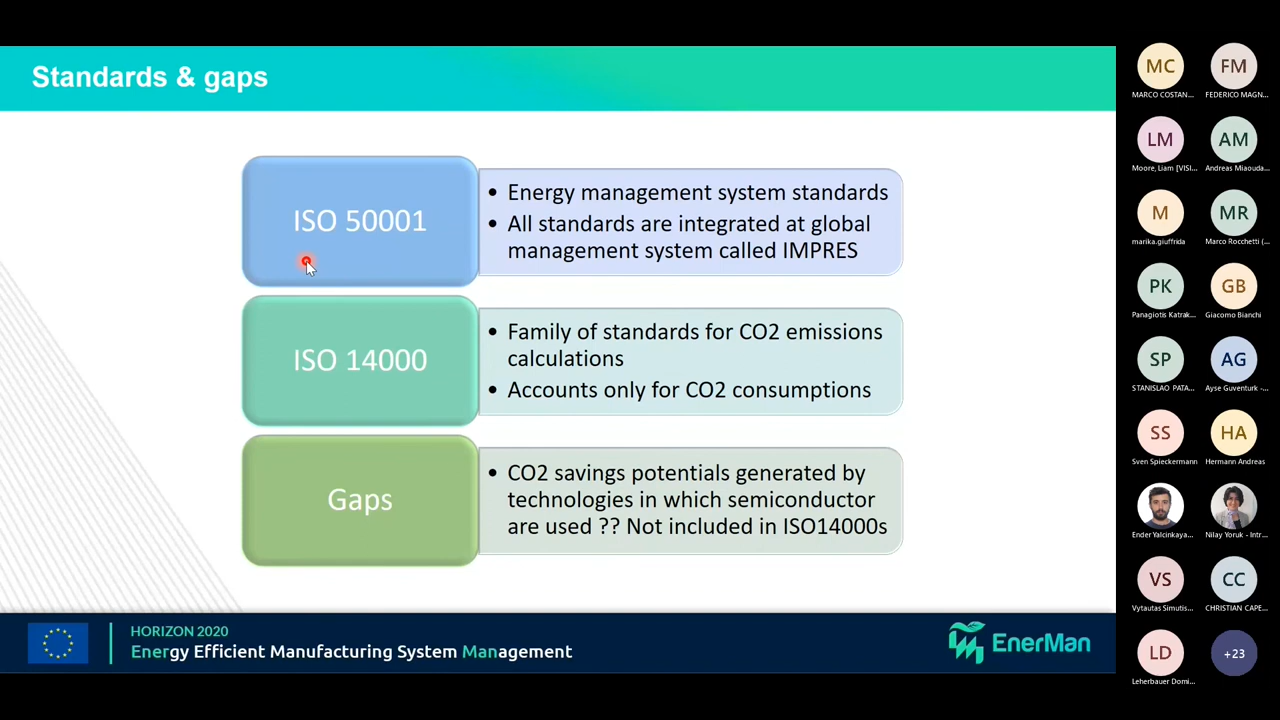 Standards & gaps
ISO 50001
• Energy management system standards
• All standards are integrated at global
management system called IMPRES
ISO 14000
• Family of standards for CO2 emissions
calculations
• Accounts only for CO2 consumptions
Gaps
• CO2 savings potentials generated by
technologies in which semiconductor
are used ?? Not included in ISO14000s
HORIZON 2020
Energy Efficient Manufacturing System Management
EnerMan
MC
MARCO COSTAN...
FM
FEDERICO MAGN...
LM
Moore, Liam [VISI...
AM
Andreas Miaouda...
M
marika.giuffrida
MR
Marco Rocchetti (...
PK
Panagiotis Katrak...
GB
Giacomo Bianchi
SP
STANISLAO PATA...
AG
Ayse Guventurk -...
SS
Sven Spieckermann
HA
Hermann Andreas
Ender Yalcinkaya...
Nilay Yoruk - Intr...
VS
Vytautas Simutis...
CC
CHRISTIAN CAPE...
LD
Leherbauer Domi...
+23